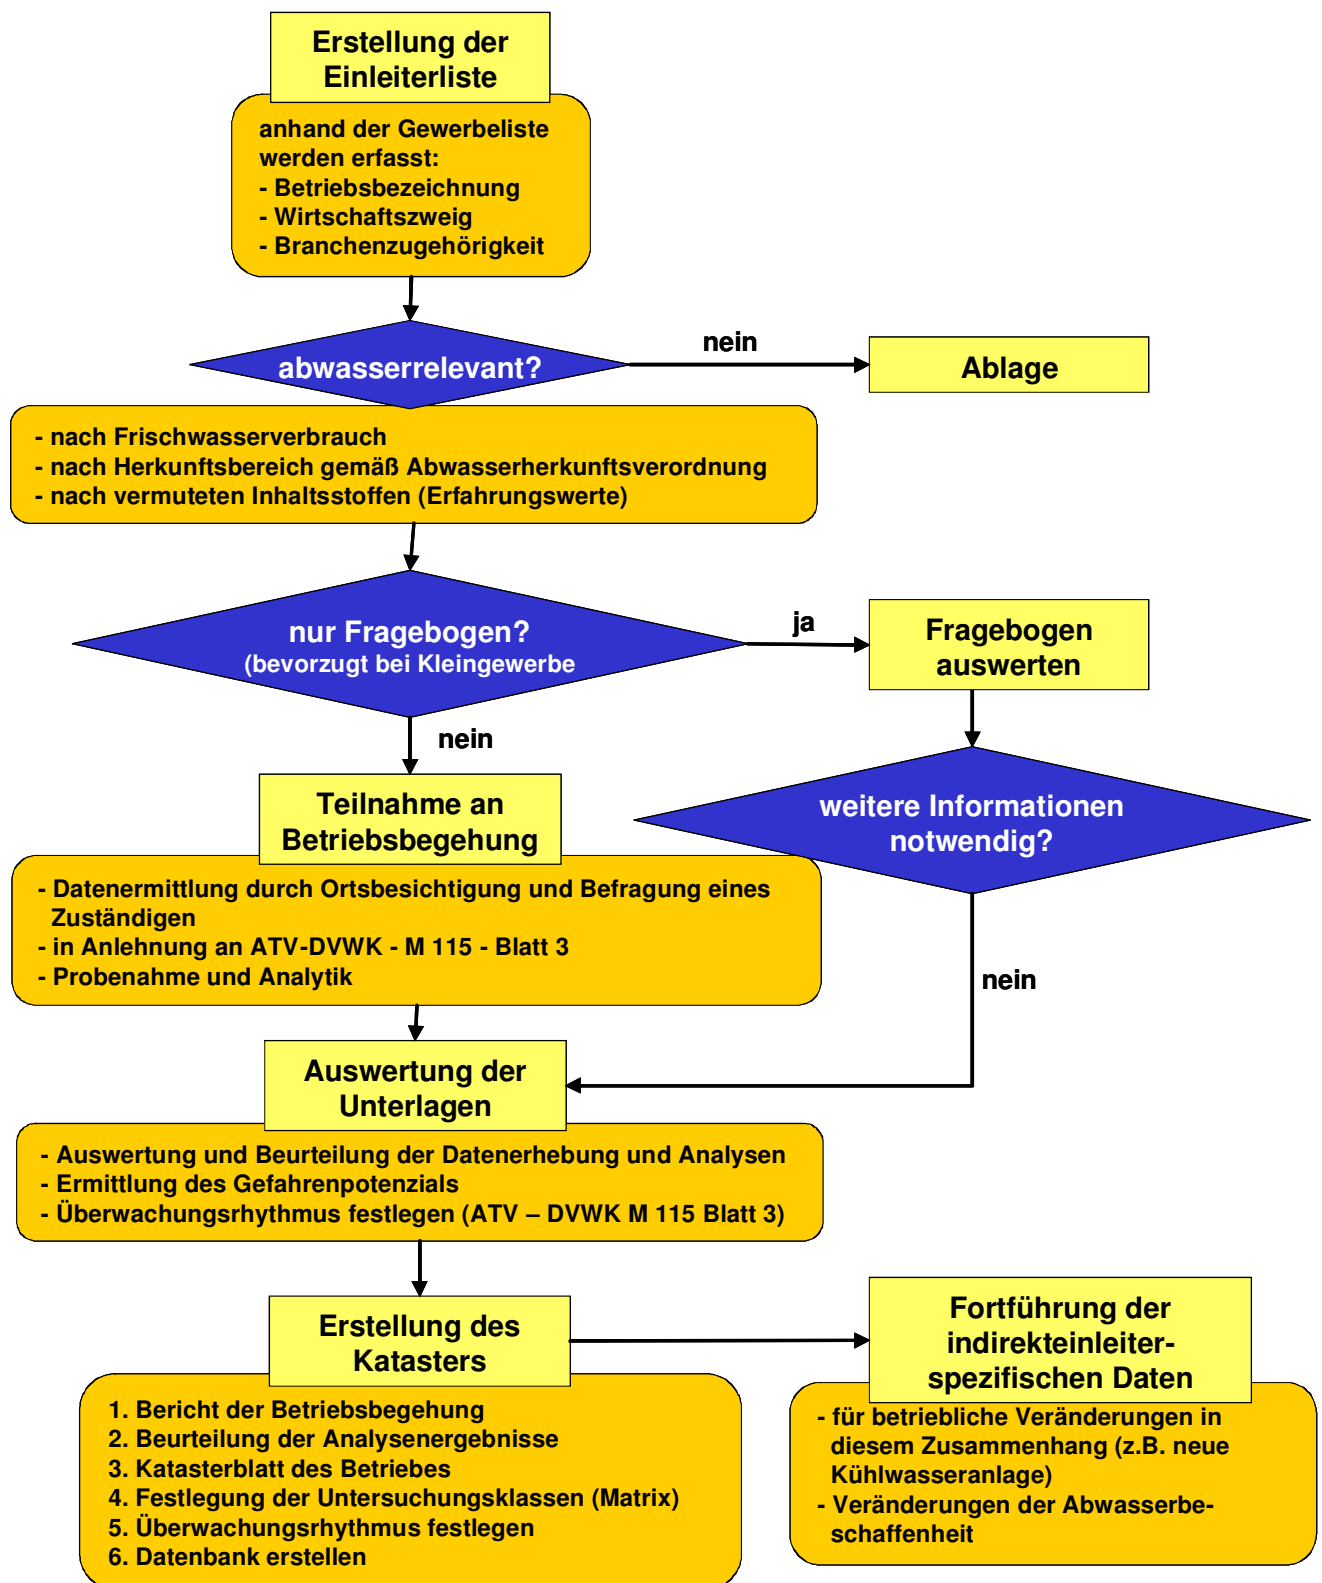 Erstellung der
Einleiterliste
anhand der Gewerbeliste
werden erfasst:
- Betriebsbezeichnung
- Wirtschaftszweig
- Branchenzugehörigkeit
abwasserrelevant?
nein
Ablage
- nach Frischwasserverbrauch
- nach Herkunftsbereich gemäß Abwasserherkunftsverordnung
- nach vermuteten Inhaltsstoffen (Erfahrungswerte)
nur Fragebogen?
(bevorzugt bei Kleingewerbe
ja
Fragebogen
auswerten
nein
weitere Informationen
notwendig?
Teilnahme an
Betriebsbegehung
- Datenermittlung durch Ortsbesichtigung und Befragung eines
Zuständigen
- in Anlehnung an ATV-DVWK - M 115 - Blatt 3
- Probenahme und Analytik
nein
Auswertung der
Unterlagen
- Auswertung und Beurteilung der Datenerhebung und Analysen
- Ermittlung des Gefahrenpotenzials
- Überwachungsrhythmus festlegen (ATV – DVWK M 115 Blatt 3)
Erstellung des
Katasters
1. Bericht der Betriebsbegehung
2. Beurteilung der Analysenergebnisse
3. Katasterblatt des Betriebes
4. Festlegung der Untersuchungsklassen (Matrix)
5. Überwachungsrhythmus festlegen
6. Datenbank erstellen
Fortführung der
indirekteinleiter-
spezifischen Daten
- für betriebliche Veränderungen in
diesem Zusammenhang (z.B. neue
Kühlwasseranlage)
- Veränderungen der Abwasserbe-
schaffenheit